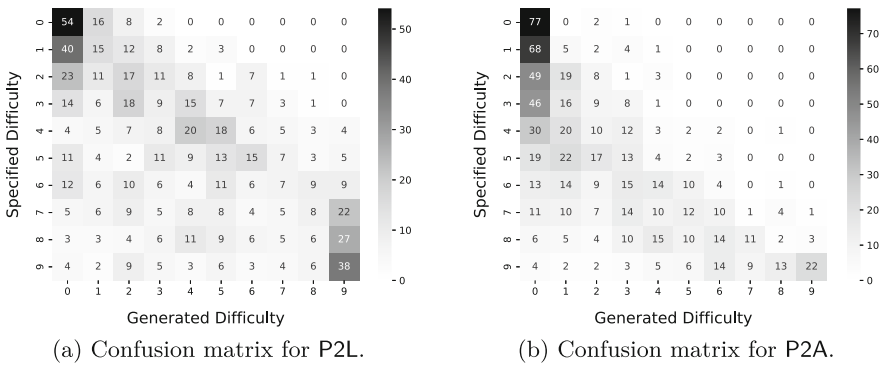 Specified Difficulty
0 54 16 8 2 0 0 0 0 0 0
1 40 15 12 8 2 3 0 0 0 0
2 23 11 17 11 8 1 7 1 1 0
3 14 6 18 9 15 7 7 3 1 0
4 4 5 7 8 20 18 6 5 3 4
5 11 4 2 11 9 13 15 7 3 5
6 12 6 10 6 4 11 6 7 9 9
7 5 6 9 5 8 8 4 5 8 22
8 3 3 4 6 11 9 6 5 6 27
9 4 2 9 5 3 6 3 4 6 38
0 1 2 3 4 5 6 7 8 9
Generated Difficulty
50
40
30
20
10
0
(a) Confusion matrix for P2L.
Specified Difficulty
0 77 0 2 1 0 0 0 0 0 0
1 68 5 2 4 1 0 0 0 0 0
2 49 19 8 1 3 0 0 0 0 0
3 46 16 9 8 1 0 0 0 0 0
4 30 20 10 12 3 2 2 0 1 0
5 19 22 17 13 4 2 3 0 0 0
6 13 14 9 15 14 10 4 0 1 0
7 11 10 7 14 10 12 10 1 4 1
8 6 5 4 10 15 10 14 11 2 3
9 4 2 2 3 5 6 14 9 13 22
0 1 2 3 4 5 6 7 8 9
Generated Difficulty
70
60
50
40
30
20
10
0
(b) Confusion matrix for P2A.